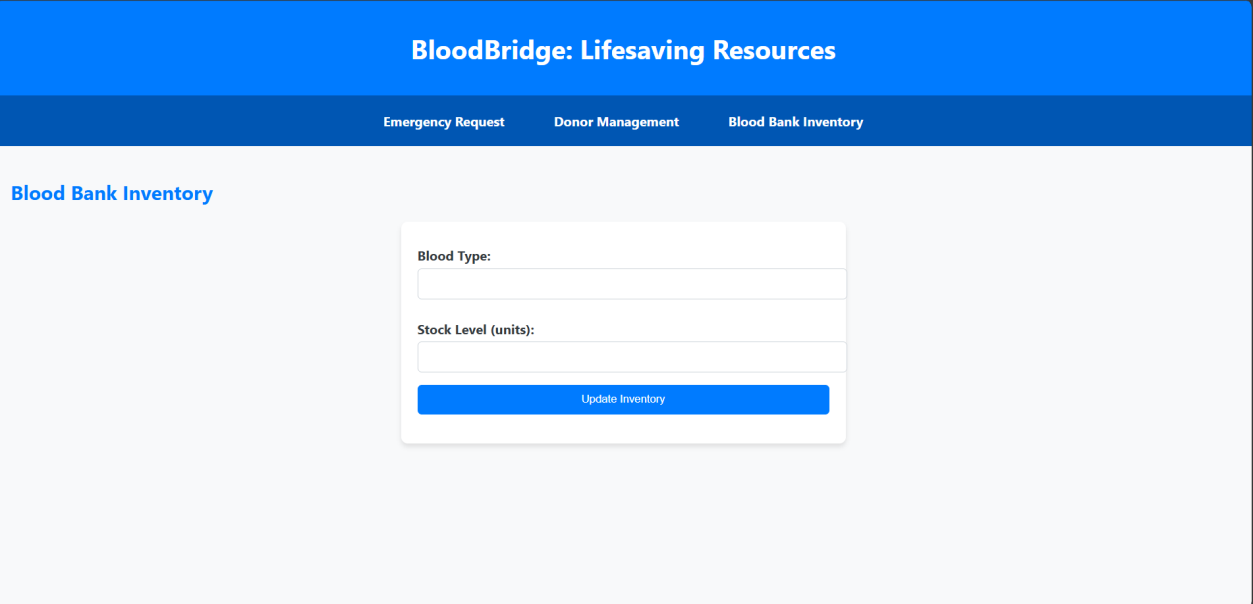 BloodBridge: Lifesaving Resources
Emergency Request Donor Management Blood Bank Inventory
Blood Bank Inventory
Blood Type:
Stock Level (units):
Update Inventory